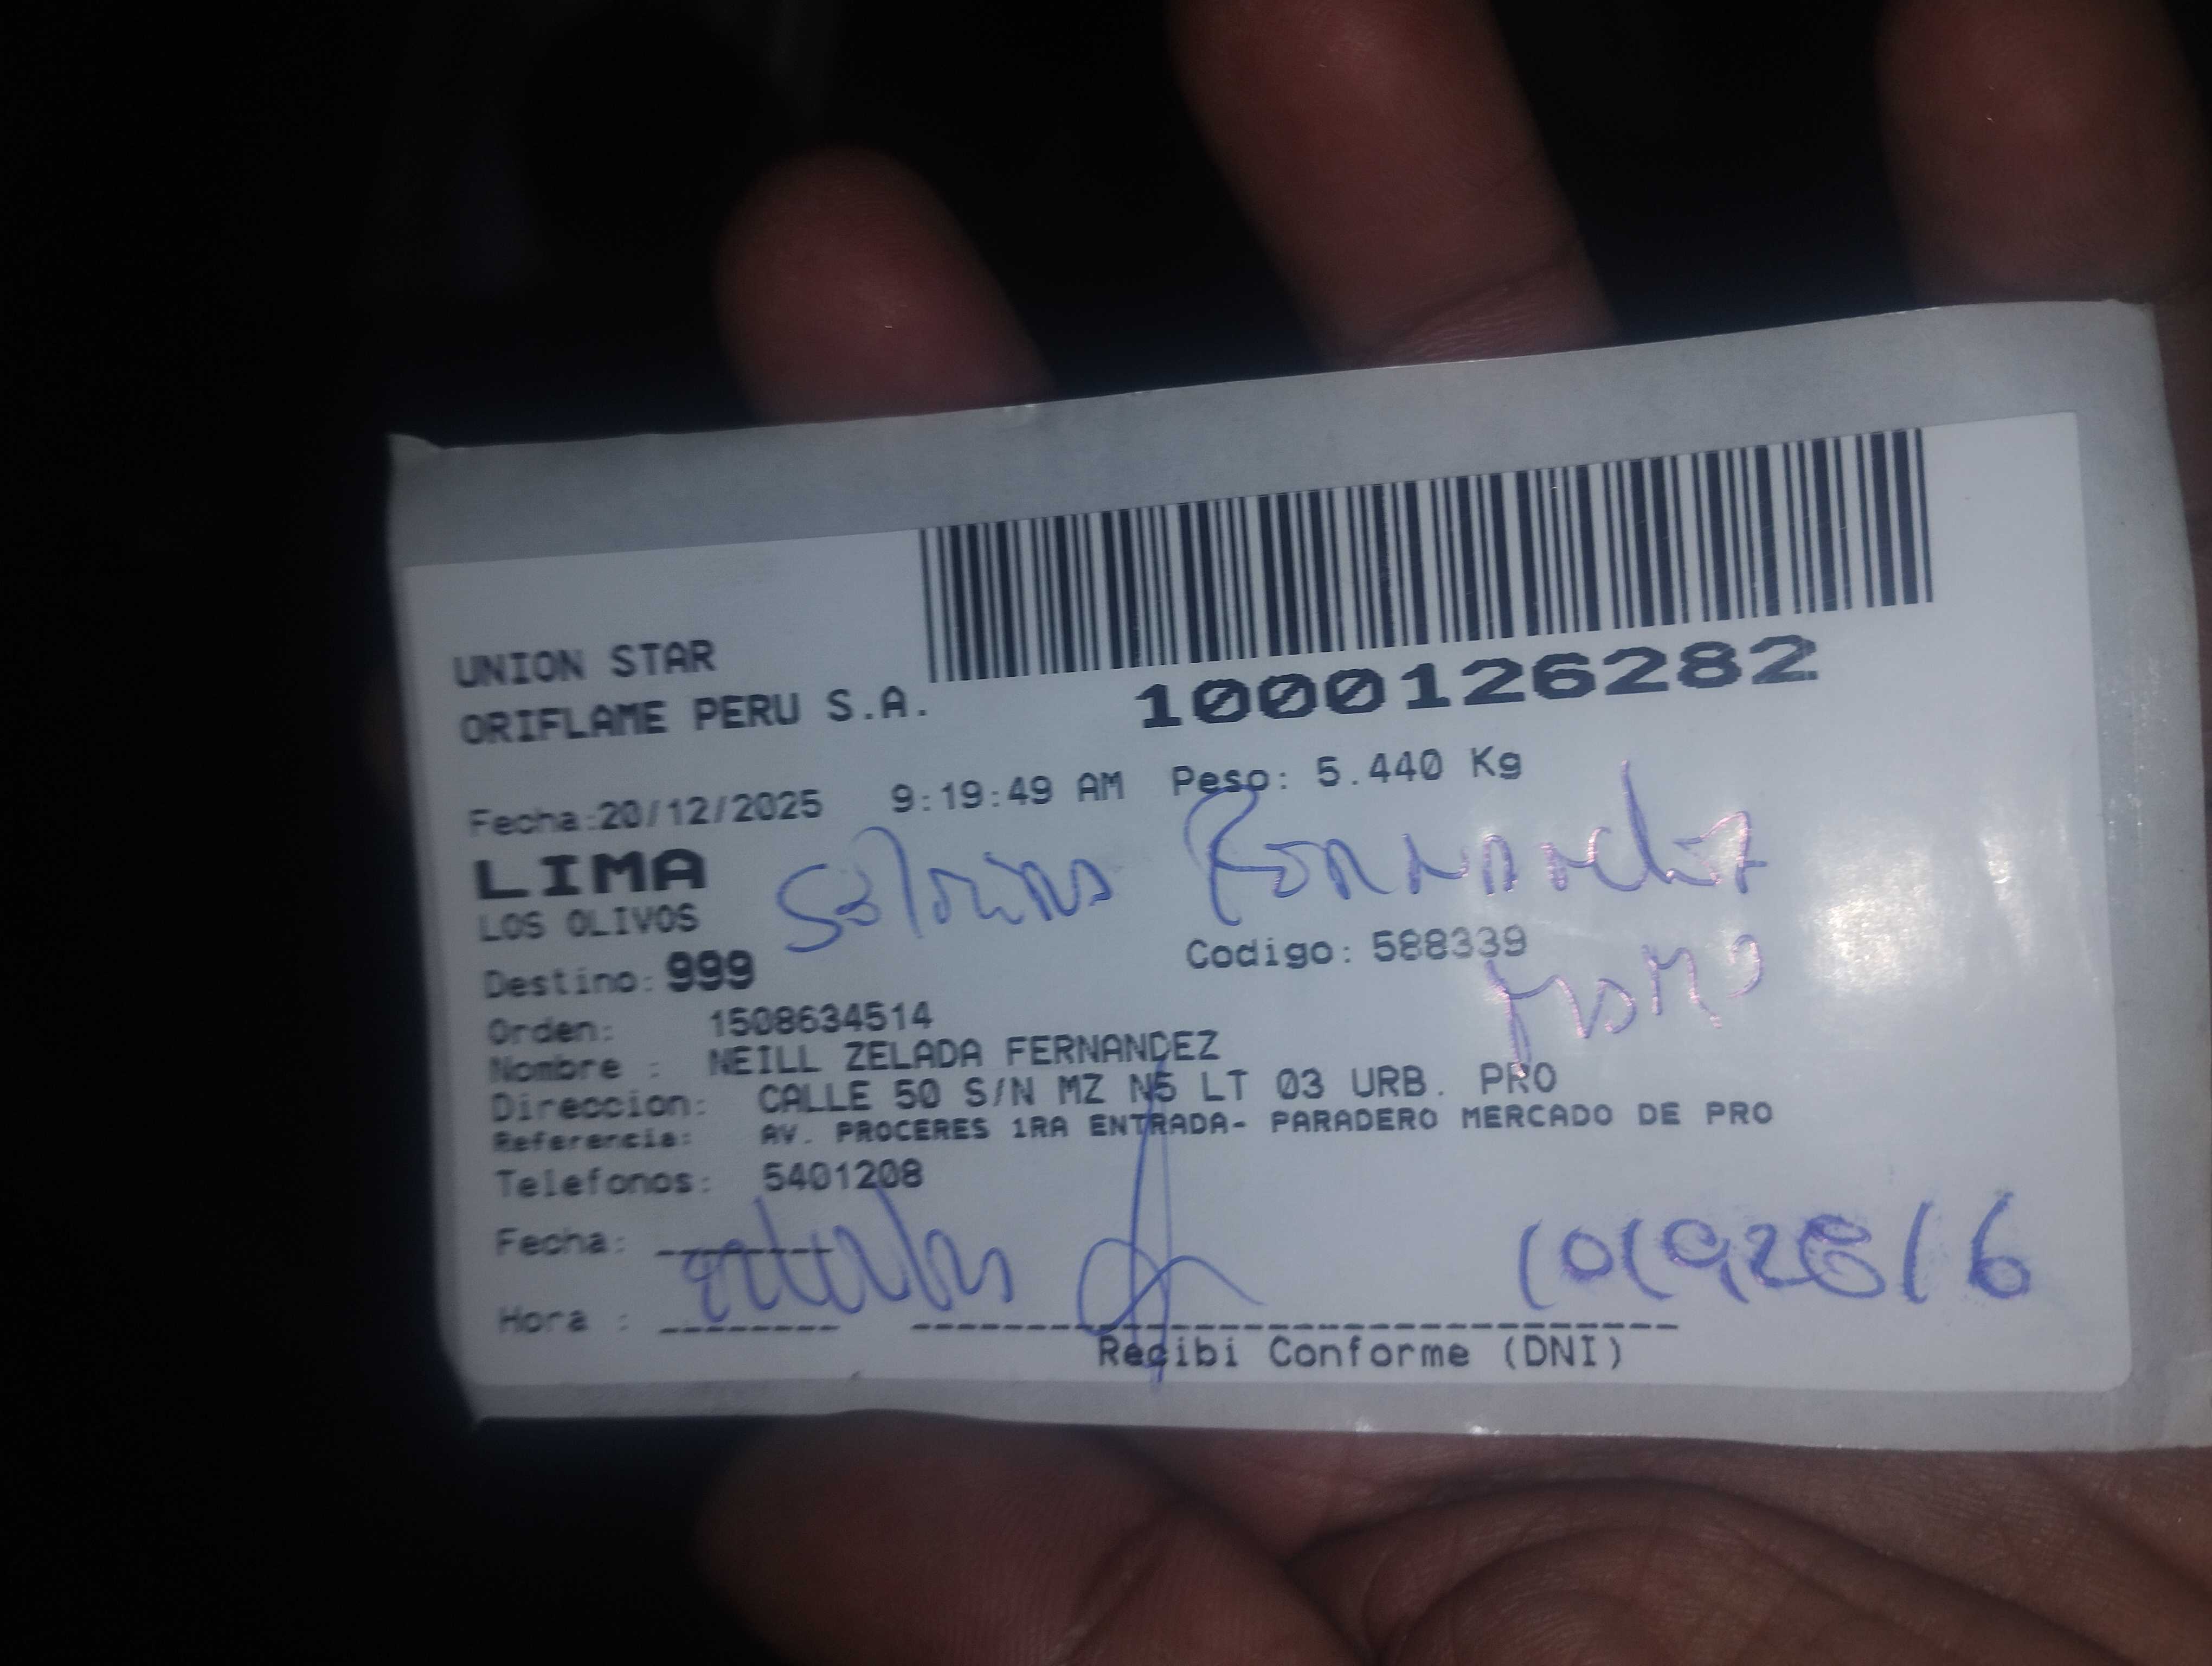 UNION STAR
ORIFLAME PERU S.A.
1000126282
Fecha:20/12/2025 9:19:49 AM Peso: 5.440 Kg
LIMA
LOS OLIVOS
Destino: 999 Codigo: 588339
Orden: 1508634514
Nombre : NEILL ZELADA FERNANDEZ
Direccion: CALLE 50 S/N MZ N5 LT 03 URB. PRO
Referencia: AV. PROCERES 1RA ENTRADA- PARADERO MERCADO DE PRO
Telefonos: 5401208
Fecha:
Hora :
Recibi Conforme (DNI)